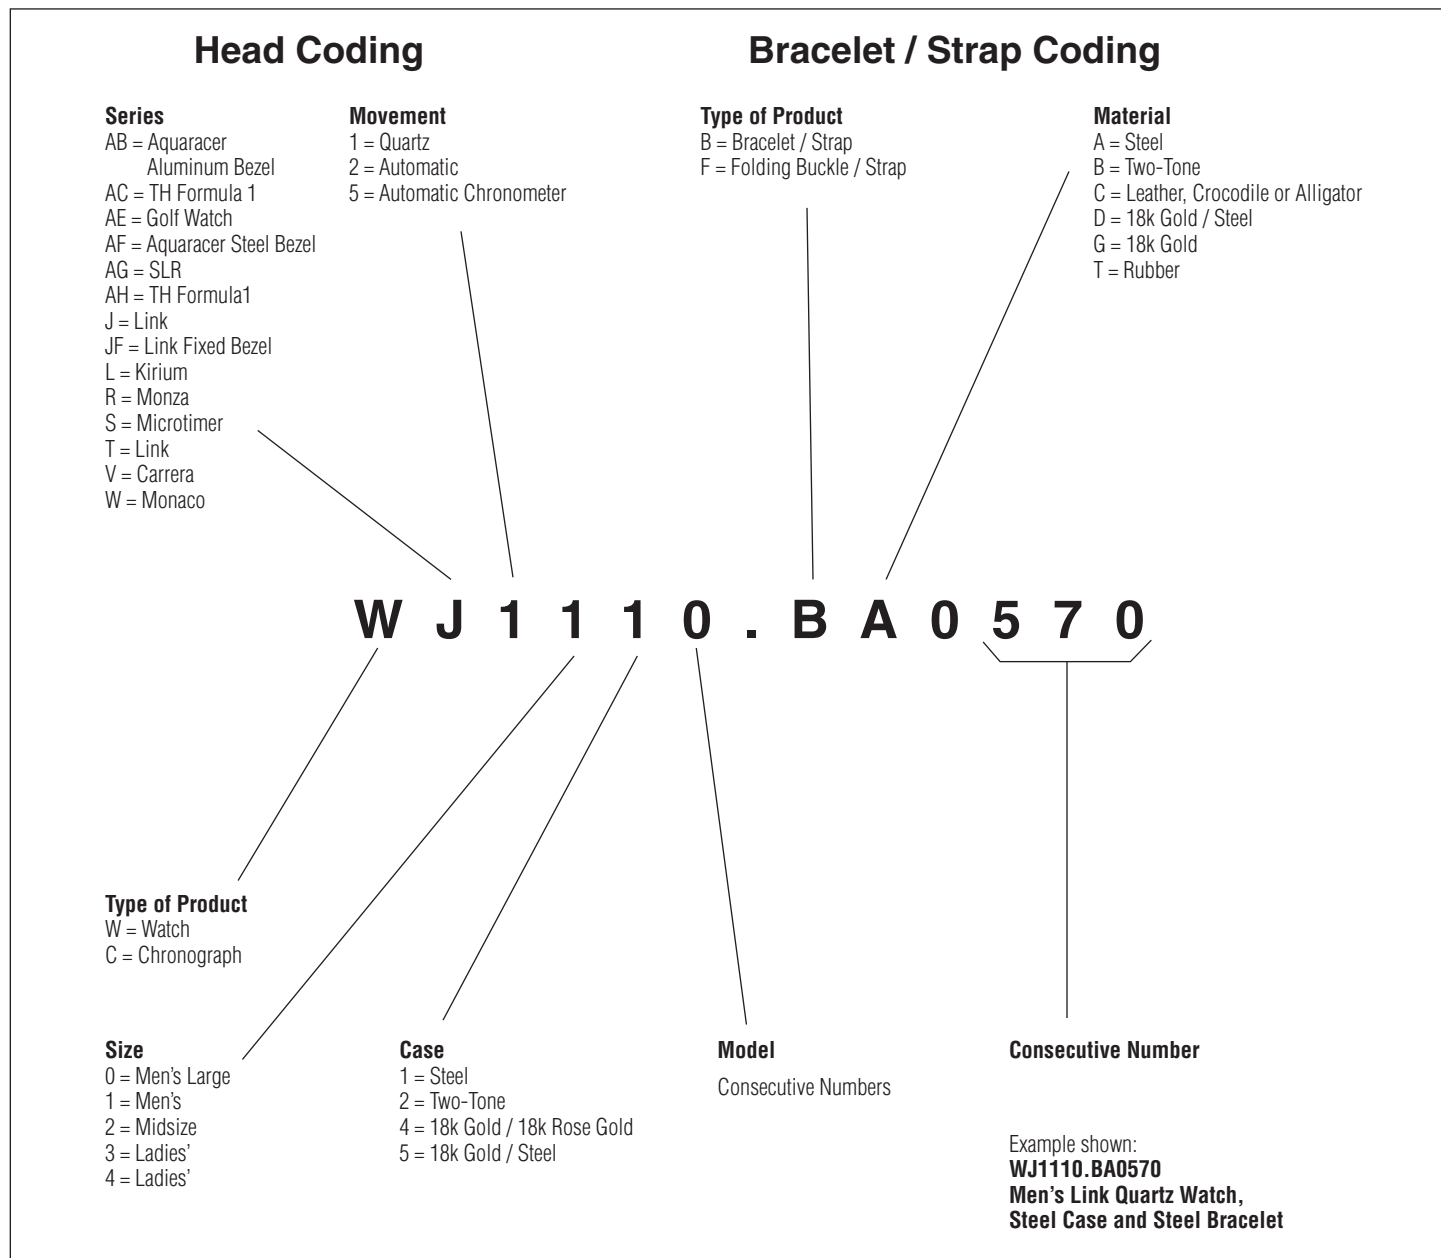 Head Coding
Bracelet / Strap Coding
Series
AB = Aquaracer
Aluminum Bezel
AC = TH Formula 1
AE = Golf Watch
AF = Aquaracer Steel Bezel
AG = SLR
AH = TH Formula1
J = Link
JF = Link Fixed Bezel
L = Kirium
R = Monza
S = Microtimer
T = Link
V = Carrera
W = Monaco
Movement
1 = Quartz
2 = Automatic
5 = Automatic Chronometer
Type of Product
B = Bracelet / Strap
F = Folding Buckle / Strap
Material
A = Steel
B = Two-Tone
C = Leather, Crocodile or Alligator
D = 18k Gold / Steel
G = 18k Gold
T = Rubber
W J 1 1 1 0 . B A 0 5 7 0
Type of Product
W = Watch
C = Chronograph
Size
0 = Men’s Large
1 = Men’s
2 = Midsize
3 = Ladies’
4 = Ladies’
Case
1 = Steel
2 = Two-Tone
4 = 18k Gold / 18k Rose Gold
5 = 18k Gold / Steel
Model
Consecutive Numbers
Consecutive Number
Example shown:
WJ1110.BA0570
Men’s Link Quartz Watch,
Steel Case and Steel Bracelet